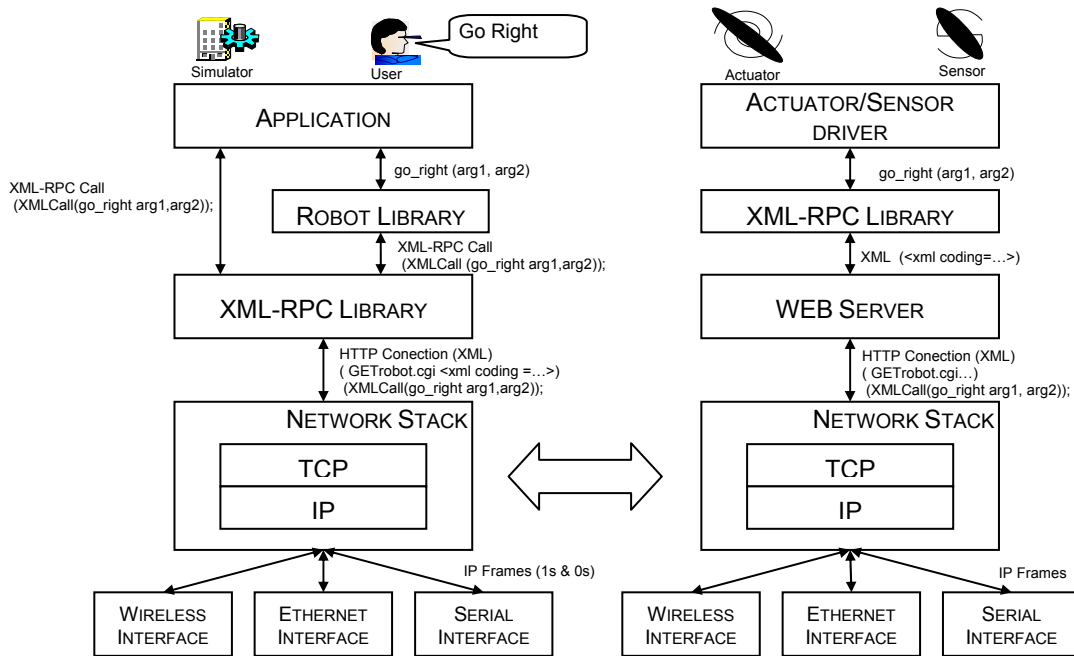 Go Right
Simulator
User
Actuator
Sensor
APPLICATION
ACTUATOR/SENSOR
DRIVER
XML-RPC Call
(XMLCall(go_right arg1,arg2));
go_right (arg1, arg2)
go_right (arg1, arg2)
ROBOT LIBRARY
XML-RPC LIBRARY
XML-RPC Call
(XMLCall (go_right arg1,arg2));
XML (<xml coding=...>)
XML-RPC LIBRARY
WEB SERVER
HTTP Conection (XML)
( GETrobot.cgi <xml coding =...>)
(XMLCall(go_right arg1,arg2));
HTTP Conection (XML)
( GETrobot.cgi...)
(XMLCall(go_right arg1, arg2));
NETWORK STACK
TCP
IP
NETWORK STACK
TCP
IP
IP Frames (1s & 0s)
IP Frames
WIRELESS
INTERFACE
ETHERNET
INTERFACE
SERIAL
INTERFACE
WIRELESS
INTERFACE
ETHERNET
INTERFACE
SERIAL
INTERFACE